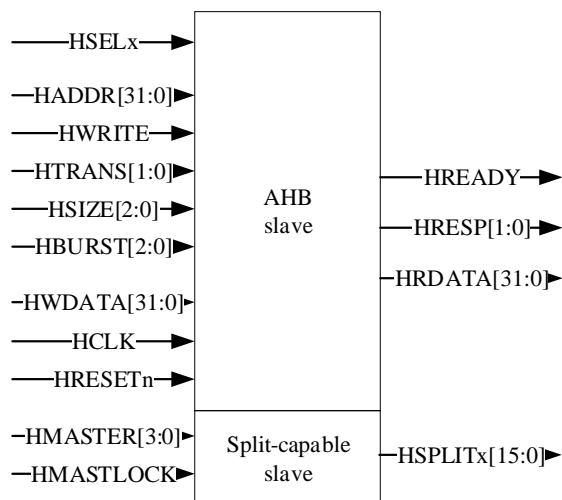 HSELx
HADDR[31:0]
HWRITE
HTRANS[1:0]
HSIZE[2:0]
HBURST[2:0]
HWDATA[31:0]
HCLK
HRESETn
HMASTER[3:0]
HMASTLOCK
AHB
slave
Split-capable
slave
HREADY
HRESP[1:0]
HRDATA[31:0]
HSPLITx[15:0]